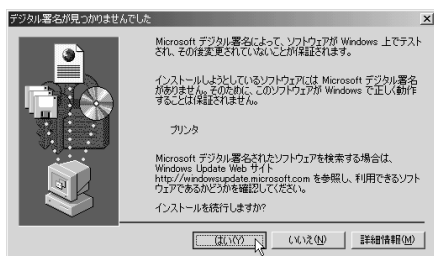 デジタル署名が見つかりませんでした
Microsoft デジタル署名によって、ソフトウェアが Windows 上でテスト
され、その後変更されていないことが保証されます。
インストールしようとしているソフトウェアには Microsoft デジタル署名
がありません。そのために、このソフトウェアが Windows で正しく動作
することは保証されません。
プリンタ
Microsoft デジタル署名されたソフトウェアを検索する場合は、
Windows Update Web サイト
http://windowsupdate.microsoft.com を参照し、利用できるソフト
ウェアであるかどうかを確認してください。
インストールを続行しますか?
はい(Y) いいえ(N) 詳細情報(M)